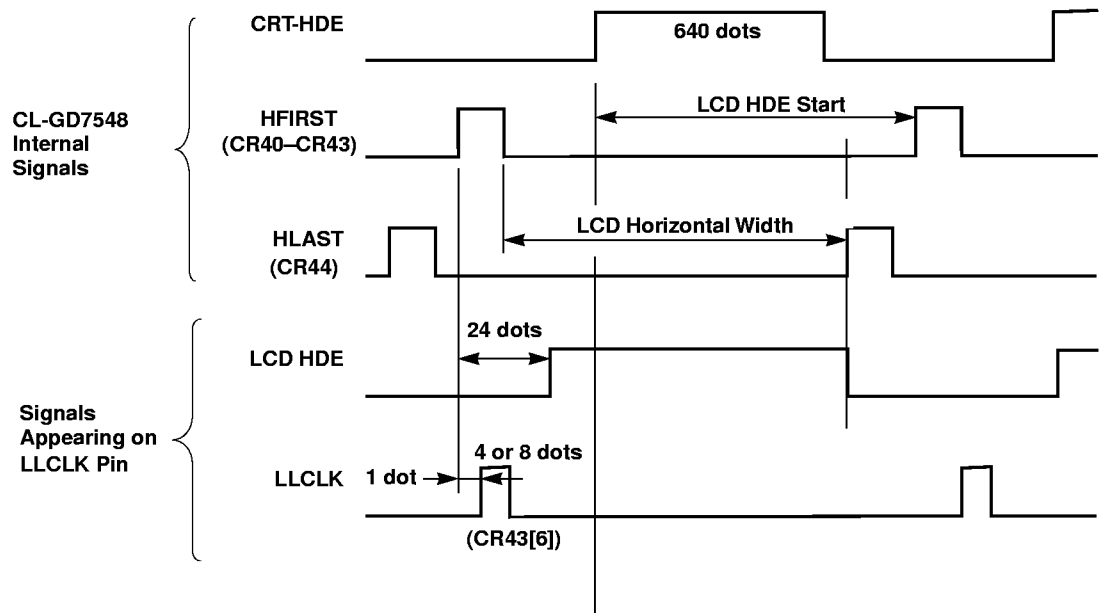 CRT-HDE
640 dots
CL-GD7548
Internal
Signals
HFIRST
(CR40–CR43)
LCD HDE Start
HLAST
(CR44)
LCD Horizontal Width
Signals
Appearing on
LLCLK Pin
24 dots
LCD HDE
4 or 8 dots
LLCLK
1 dot
(CR43[6])